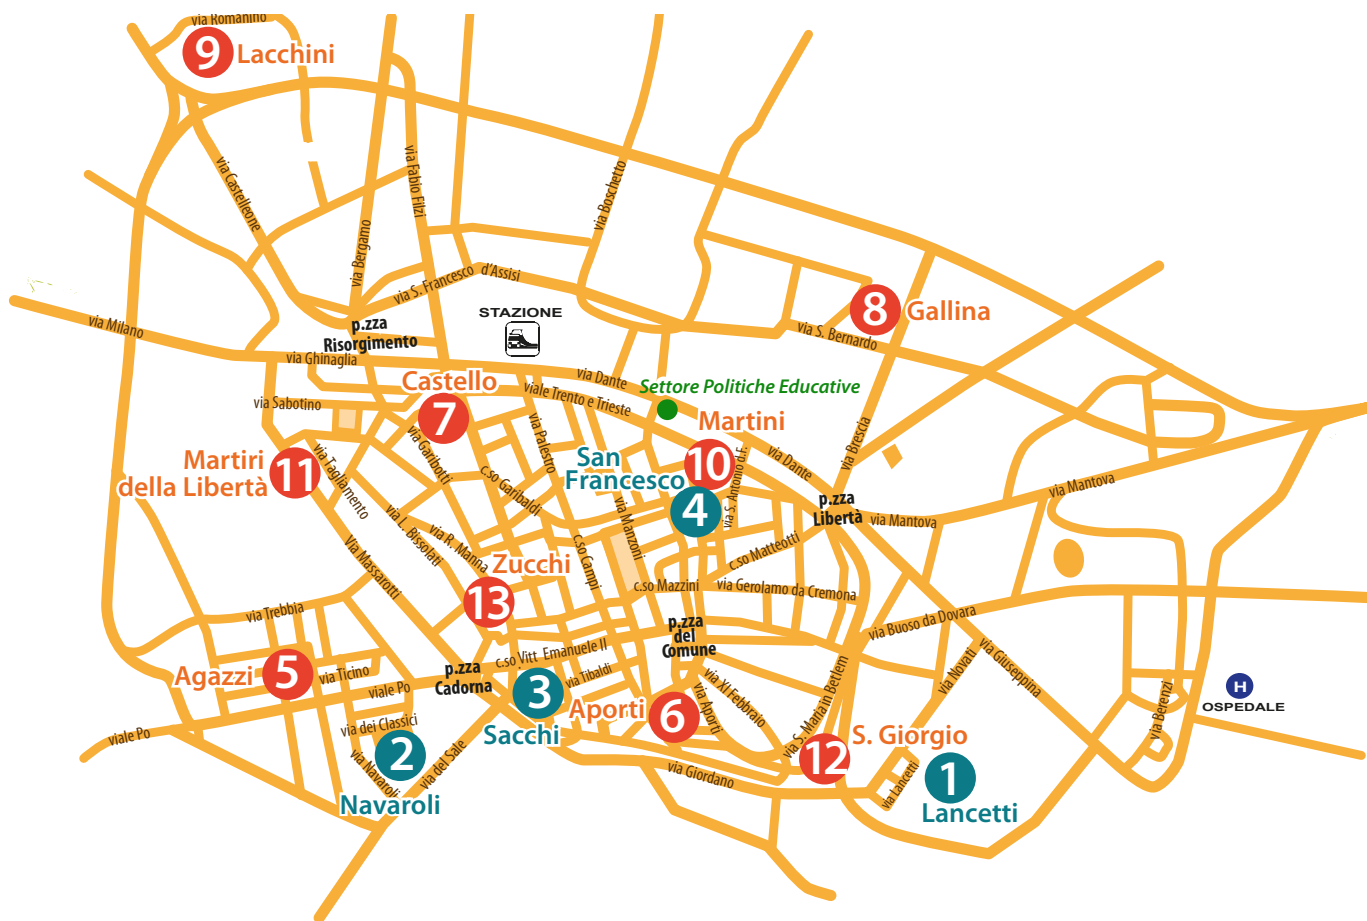 via Romanino
9 Lacchini
via Castelleone
via Fabio Filzi
via Boschetto
via Bergamo
via S. Francesco d'Assisi
STAZIONE
8 Gallina
via Milano
p.zza
Risorgimento
via S. Bernardo
via Ghinaglia
via Dante
Castello
7
viale Trento e Trieste
Settore Politiche Educative
via Sabotino
Martini
10
via Palestro
via Garibotti
via Brescia
via Dante
San
Francesco
4
Martiri
della Libertà
11
via Tagliamento
c.so Garibaldi
via S. Antonio d.F.
via Mantova
p.zza
Libertà
via Mantova
via L. Bissolati
via R. Manna
via Manzoni
c.so Campi
c.so Matteotti
via Massarotti
Zucchi
13
c.so Mazzini
via Gerolamo da Cremona
via Trebbia
via Buoso da Dovara
p.zza
del
Comune
c.so Vitt Emanuele II
via Giuseppina
via Novati
Agazzi
5
via Ticino
p.zza
Cadorna
via Tibaldi
viale Po
via S. Maria in Betlem
via XI Febbraio
via Aporti
H
OSPEDALE
via Berenzi
3
Sacchi
Aporti
6
viale Po
via dei Classici
2
Navaroli
via Navaroli
via del Sale
S. Giorgio
12
via Giordano
via Lancetti
1
Lancetti